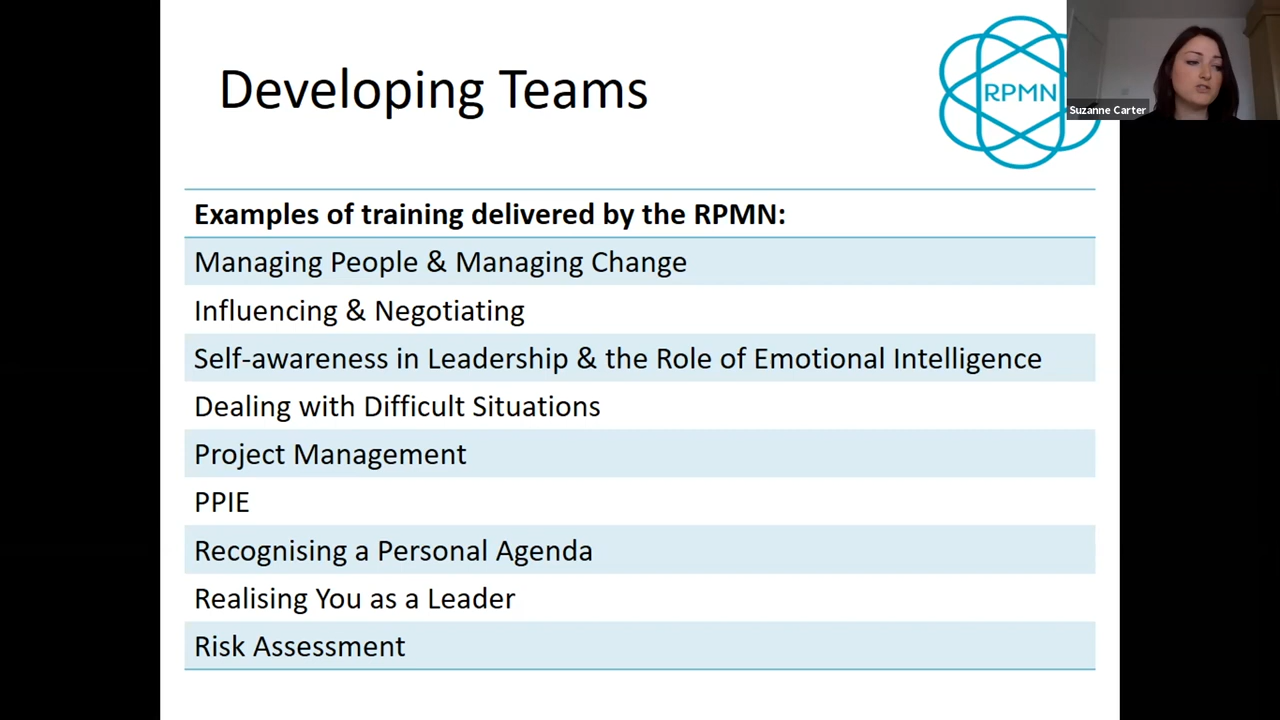 Developing Teams
RPMN
Suzanne Carter
Examples of training delivered by the RPMN:
Managing People & Managing Change
Influencing & Negotiating
Self-awareness in Leadership & the Role of Emotional Intelligence
Dealing with Difficult Situations
Project Management
PPIE
Recognising a Personal Agenda
Realising You as a Leader
Risk Assessment